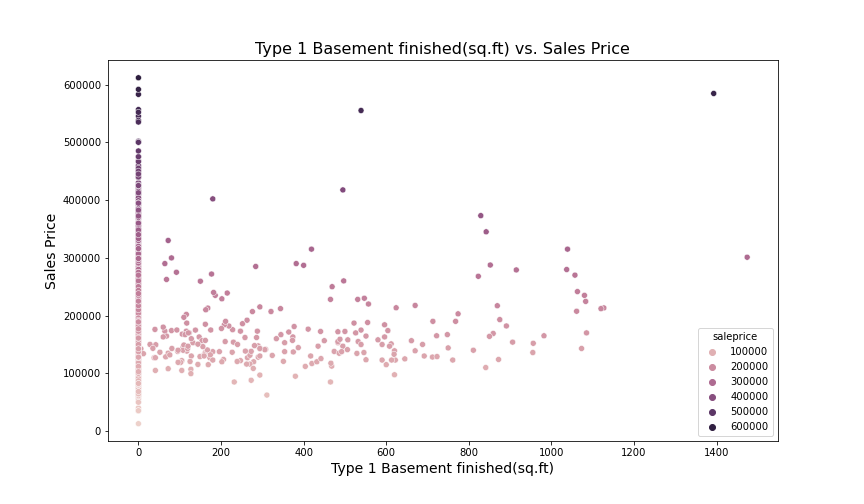 Type 1 Basement finished(sq.ft) vs. Sales Price
Sales Price
600000
500000
400000
300000
200000
100000
0
saleprice
100000
200000
300000
400000
500000
600000
0 200 400 600 800 1000 1200 1400
Type 1 Basement finished(sq.ft)